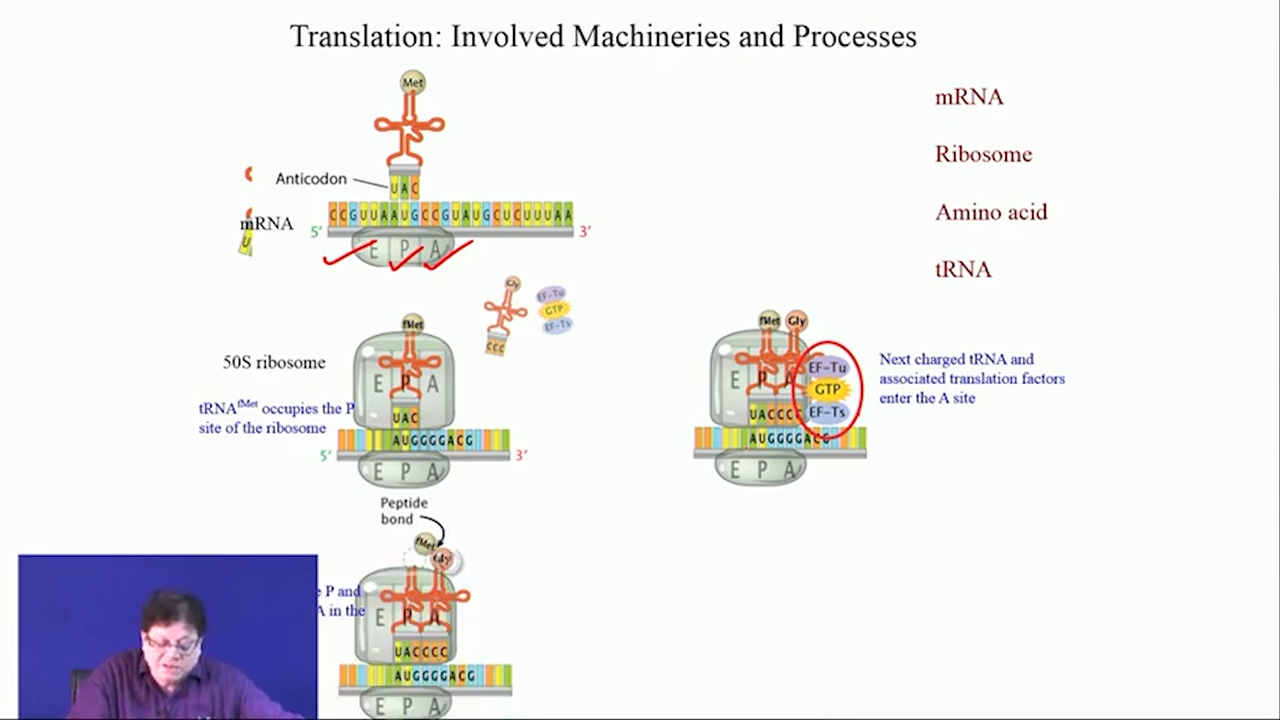 Translation: Involved Machineries and Processes
Met
Anticodon
UAC
mRNA
CCGUUAAUGCCGUAUGCUCUUUAA
5' 3'
E P A
U
mRNA
Ribosome
Amino acid
tRNA
Gly
EF-Tu
GTP
EF-Ts
CCC
fMet
50S ribosome
E P A
tRNAfMet occupies the P
site of the ribosome
UAC
AUGGGGACG
5' 3'
E P A
fMet Gly
E P A
EF-Tu
GTP
EF-Ts
UACCCC
AUGGGGACG
E P A
Next charged tRNA and
associated translation factors
enter the A site
Peptide
bond
fMet
Gly
e P and
A in the
E P A
UACCCC
AUGGGGACG
E P A